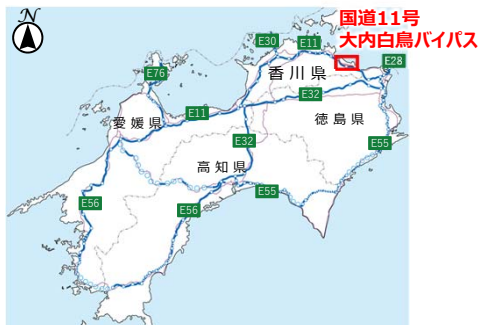 N
国道11号
大内白鳥バイパス
E30
E11
E28
E76
香川県
E32
愛媛県
E11
徳島県
E32
高知県
E55
E55
E56
E56